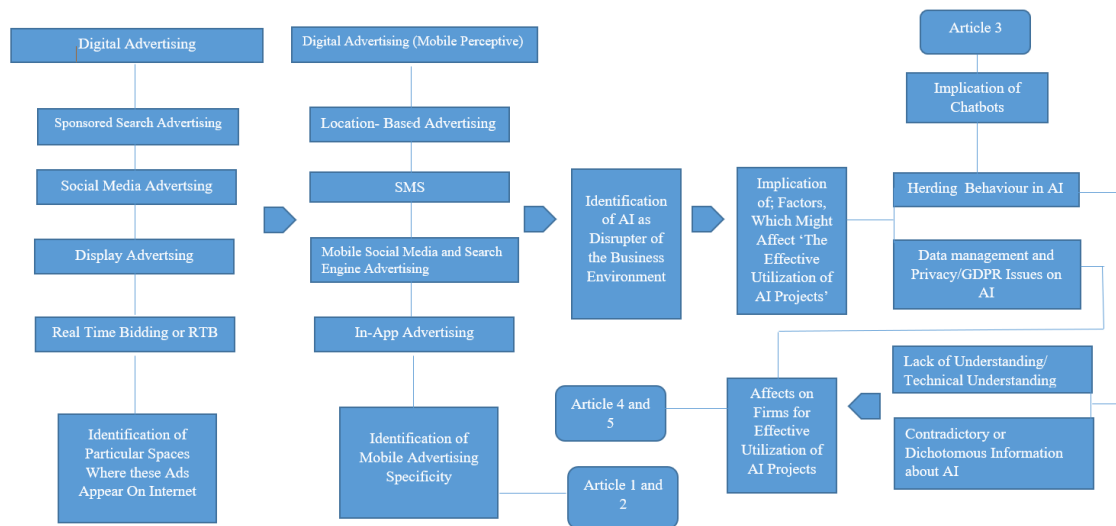 Digital Advertising
Sponsored Search Advertising
Social Media Advertsing
Display Advertsing
Real Time Bidding or RTB
Identification of
Particular Spaces
Where these Ads
Appear On Internet
Digital Advertising (Mobile Perceptive)
Location- Based Advertising
SMS
Mobile Social Media and Search
Engine Advertising
In-App Advertising
Identification of
Mobile Advertising
Specificity
Article 1 and
2
Identification
of AI as
Disrupter of
the Business
Environment
Implication
of; Factors,
Which Might
Affect ‘The
Effective
Utilization of
AI Projects’
Article 3
Implication of
Chatbots
Herding Behaviour in AI
Data management and
Privacy/GDPR Issues on
AI
Lack of Understanding/
Technical Understanding
Contradictory or
Dichotomous Information
about AI
Affects on
Firms for
Effective
Utilization of
AI Projects
Article 4 and
5